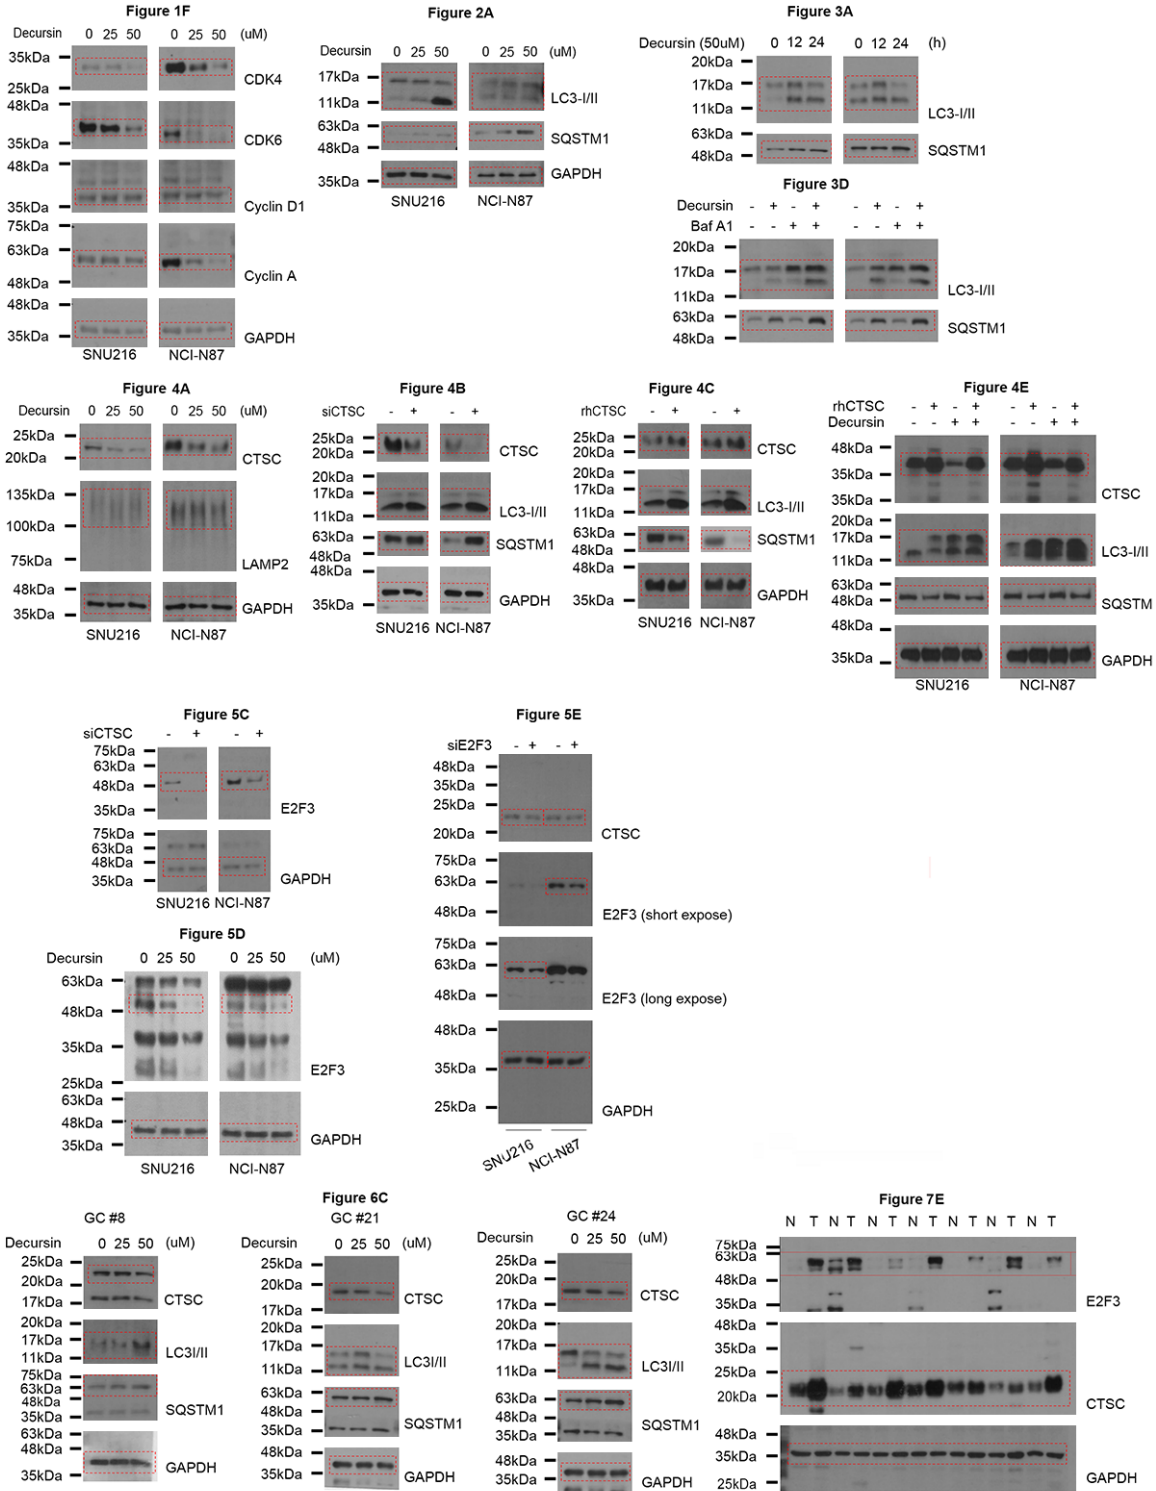 Figure 1F
Decursin 0 25 50 0 25 50 (uM)
35kDa
25kDa
CDK4
48kDa
35kDa
CDK6
48kDa
35kDa
Cyclin D1
75kDa
63kDa
48kDa
Cyclin A
48kDa
35kDa
GAPDH
SNU216 NCI-N87
Figure 2A
Decursin 0 25 50 0 25 50 (uM)
17kDa
11kDa
LC3-I/II
63kDa
48kDa
SQSTM1
35kDa
GAPDH
SNU216 NCI-N87
Figure 3A
Decursin (50uM) 0 12 24 0 12 24 (h)
20kDa
17kDa
11kDa
LC3-I/II
63kDa
48kDa
SQSTM1
Figure 3D
Decursin - + - + - + - +
Baf A1 - - + + - - + +
20kDa
17kDa
11kDa
LC3-I/II
63kDa
48kDa
SQSTM1
Figure 4A
Decursin 0 25 50 0 25 50 (uM)
25kDa
20kDa
CTSC
135kDa
100kDa
75kDa
LAMP2
48kDa
35kDa
GAPDH
SNU216 NCI-N87
Figure 4B
siCTSC - + - +
25kDa
20kDa
CTSC
20kDa
17kDa
11kDa
LC3-I/II
63kDa
48kDa
SQSTM1
48kDa
35kDa
GAPDH
SNU216 NCI-N87
Figure 4C
rhCTSC - + - +
25kDa
20kDa
CTSC
20kDa
17kDa
11kDa
LC3-I/II
63kDa
48kDa
SQSTM1
48kDa
35kDa
GAPDH
SNU216 NCI-N87
Figure 4E
rhCTSC - + - + - + - +
Decursin - - + + - - + +
48kDa
35kDa
35kDa
CTSC
20kDa
17kDa
11kDa
LC3-I/II
63kDa
48kDa
SQSTM
48kDa
35kDa
GAPDH
SNU216 NCI-N87
Figure 5C
siCTSC - + - +
75kDa
63kDa
48kDa
35kDa
E2F3
75kDa
63kDa
48kDa
35kDa
GAPDH
SNU216 NCI-N87
Figure 5D
Decursin 0 25 50 0 25 50 (uM)
63kDa
48kDa
35kDa
25kDa
E2F3
63kDa
48kDa
35kDa
GAPDH
SNU216 NCI-N87
Figure 5E
siE2F3 - + - +
48kDa
35kDa
25kDa
20kDa
CTSC
75kDa
63kDa
48kDa
E2F3 (short expose)
75kDa
63kDa
48kDa
E2F3 (long expose)
48kDa
35kDa
25kDa
GAPDH
SNU216 NCI-N87
Figure 6C
GC #8
Decursin 0 25 50 (uM)
25kDa
20kDa
17kDa
CTSC
20kDa
17kDa
11kDa
LC3I/II
75kDa
63kDa
48kDa
35kDa
SQSTM1
63kDa
48kDa
35kDa
GAPDH
GC #21
Decursin 0 25 50 (uM)
25kDa
20kDa
17kDa
CTSC
20kDa
17kDa
11kDa
LC3I/II
63kDa
48kDa
35kDa
SQSTM1
48kDa
35kDa
GAPDH
GC #24
Decursin 0 25 50 (uM)
25kDa
20kDa
17kDa
CTSC
20kDa
17kDa
11kDa
LC3I/II
63kDa
48kDa
35kDa
SQSTM1
48kDa
35kDa
GAPDH
Figure 7E
N T N T N T N T N T N T N T
75kDa
63kDa
48kDa
35kDa
E2F3
48kDa
35kDa
25kDa
20kDa
CTSC
48kDa
35kDa
25kDa
GAPDH